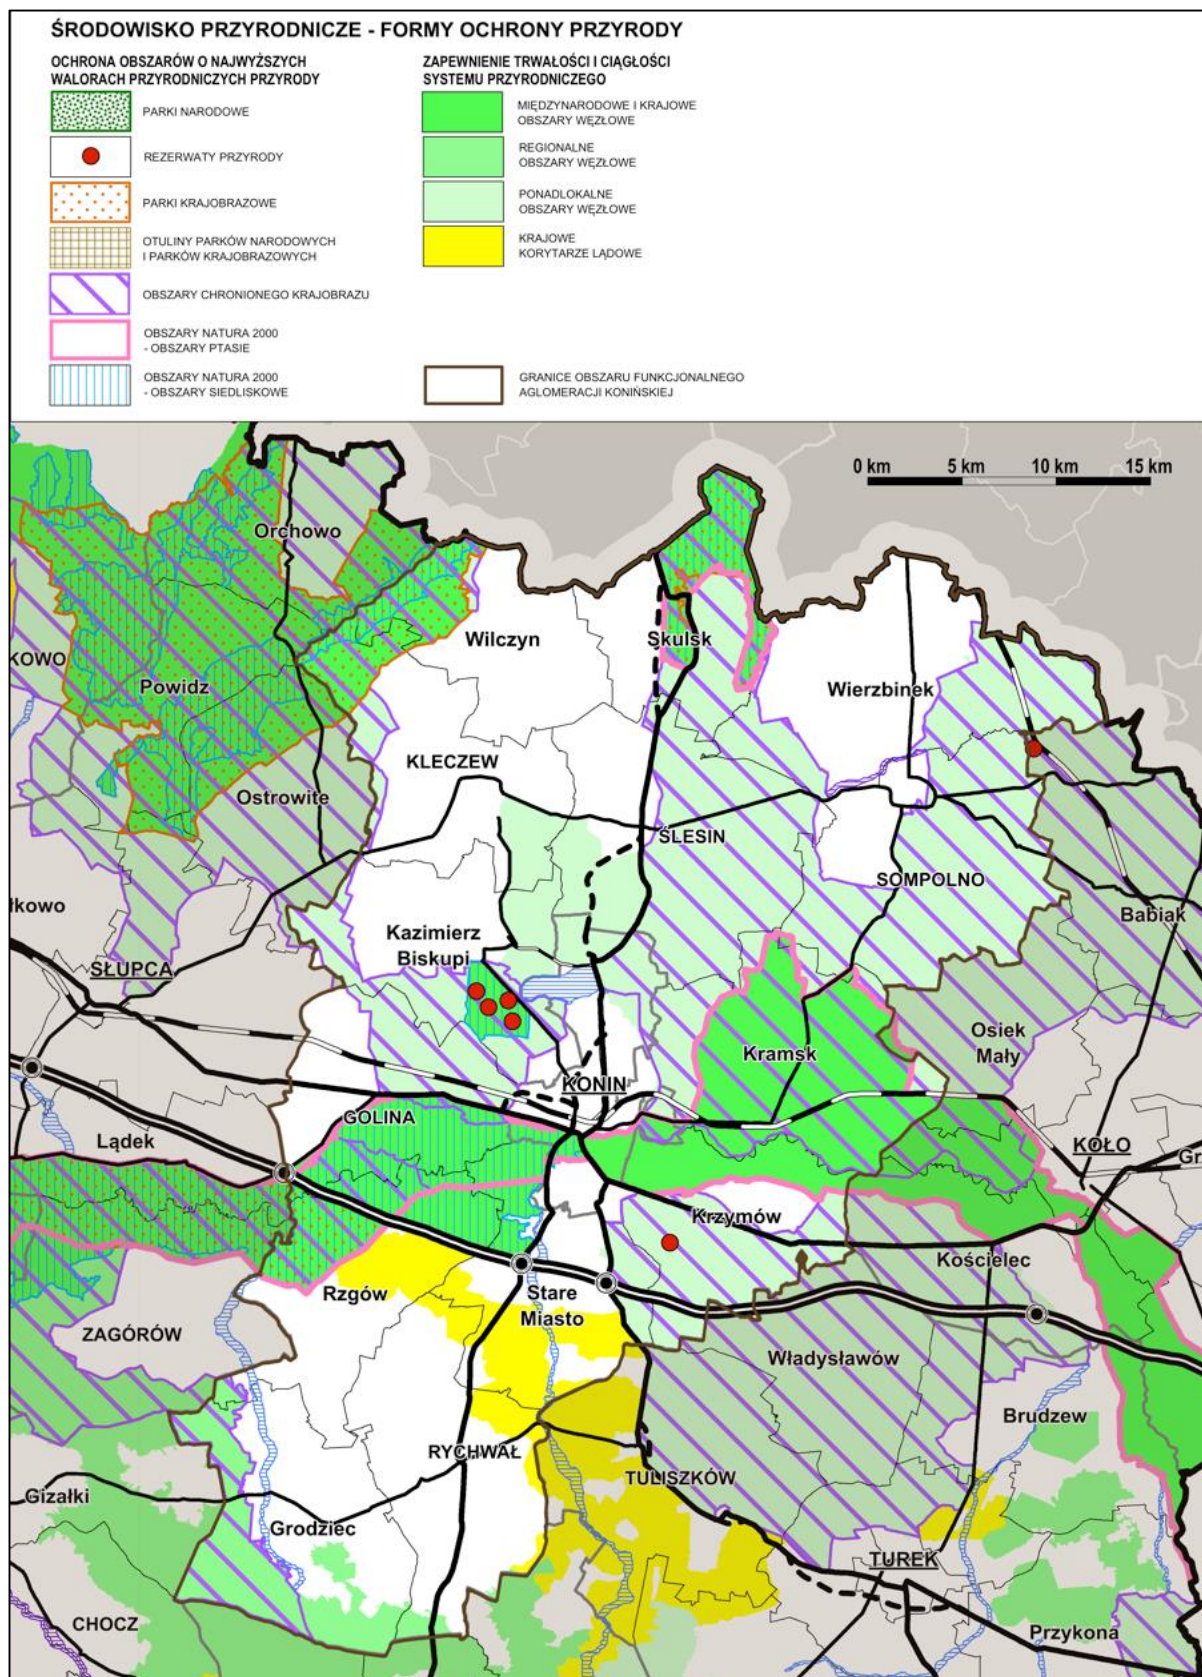 ŚRODOWISKO PRZYRODNICZE - FORMY OCHRONY PRZYRODY
OCHRONA OBSZARÓW O NAJWYŻSZYCH
WALORACH PRZYRODNICZYCH PRZYRODY
PARKI NARODOWE
REZERWATY PRZYRODY
PARKI KRAJOBRAZOWE
OTULINY PARKÓW NARODOWYCH
I PARKÓW KRAJOBRAZOWYCH
OBSZARY CHRONIONEGO KRAJOBRAZU
OBSZARY NATURA 2000
- OBSZARY PTASIE
OBSZARY NATURA 2000
- OBSZARY SIEDLISKOWE
ZAPEWNIENIE TRWAŁOŚCI I CIĄGŁOŚCI
SYSTEMU PRZYRODNICZEGO
MIĘDZYNARODOWE I KRAJOWE
OBSZARY WĘZŁOWE
REGIONALNE
OBSZARY WĘZŁOWE
PONADLOKALNE
OBSZARY WĘZŁOWE
KRAJOWE
KORYTARZE LĄDOWE
GRANICE OBSZARU FUNKCJONALNEGO
AGLOMERACJI KONIŃSKIEJ
0 km 5 km 10 km 15 km
Orchowo
Wilczyn
Skulsk
KOWO
Powidz
Wierzbinek
KLECZEW
Ostrowite
ŚLESIN
SOMPOLNO
łkowo
Babiak
Kazimierz
Biskupi
SŁUPCA
Osiek
Mały
Kramsk
KONIN
GOLINA
Lądek
KOŁO
Gr
Krzymów
Kościelec
Rzgów
Stare
Miasto
ZAGÓRÓW
Władysławów
Brudzew
RYCHWAŁ
TULISZKÓW
Gizałki
Grodziec
TUREK
CHOCZ
Przykona